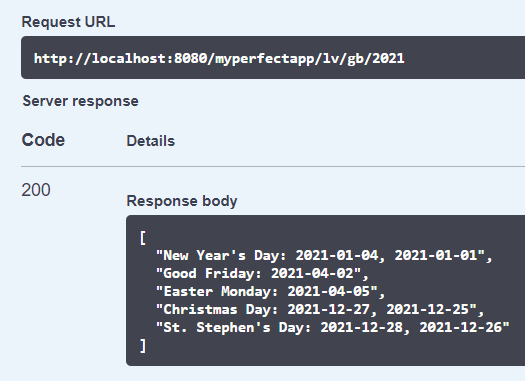 Request URL
http://localhost:8080/myperfectapp/lv/gb/2021
Server response
Code Details
200
Response body
[
"New Year's Day: 2021-01-04, 2021-01-01",
"Good Friday: 2021-04-02",
"Easter Monday: 2021-04-05",
"Christmas Day: 2021-12-27, 2021-12-25",
"St. Stephen's Day: 2021-12-28, 2021-12-26"
]